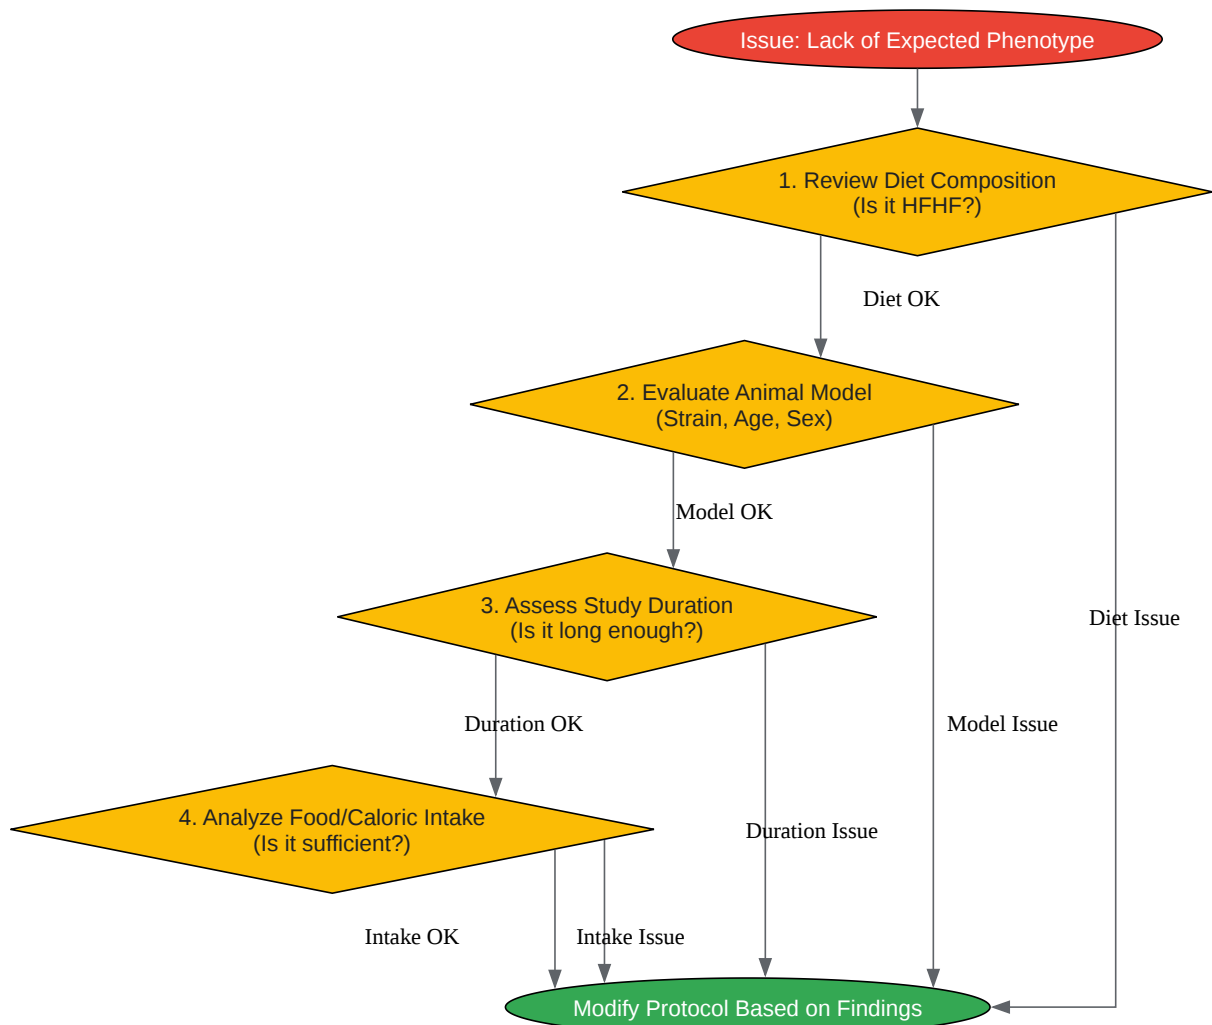 Issue: Lack of Expected Phenotype
1. Review Diet Composition
(Is it HFHF?)
Diet OK
2. Evaluate Animal Model
(Strain, Age, Sex)
Model OK
3. Assess Study Duration
(Is it long enough?)
Diet Issue
Duration OK
Model Issue
4. Analyze Food/Caloric Intake
(Is it sufficient?)
Duration Issue
Intake OK
Intake Issue
Modify Protocol Based on Findings